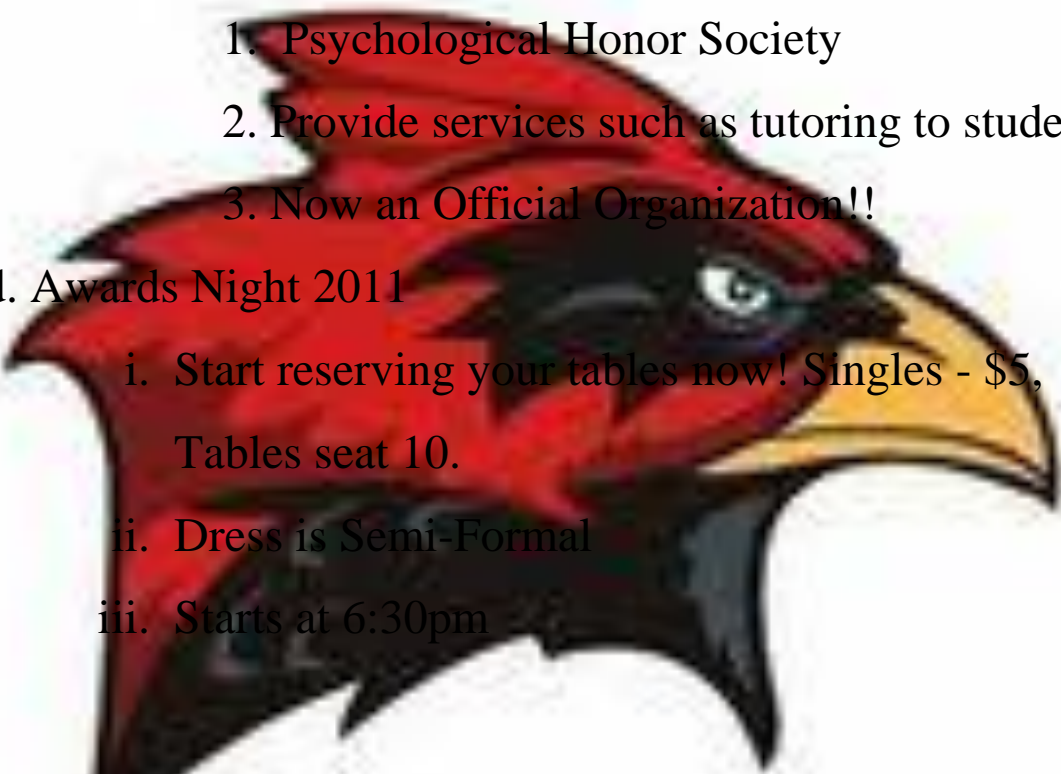 1. Psychological Honor Society
2. Provide services such as tutoring to stude
3. Now an Official Organization!!
d. Awards Night 2011
i. Start reserving your tables now! Singles - $5,
Tables seat 10.
ii. Dress is Semi-Formal
iii. Starts at 6:30pm